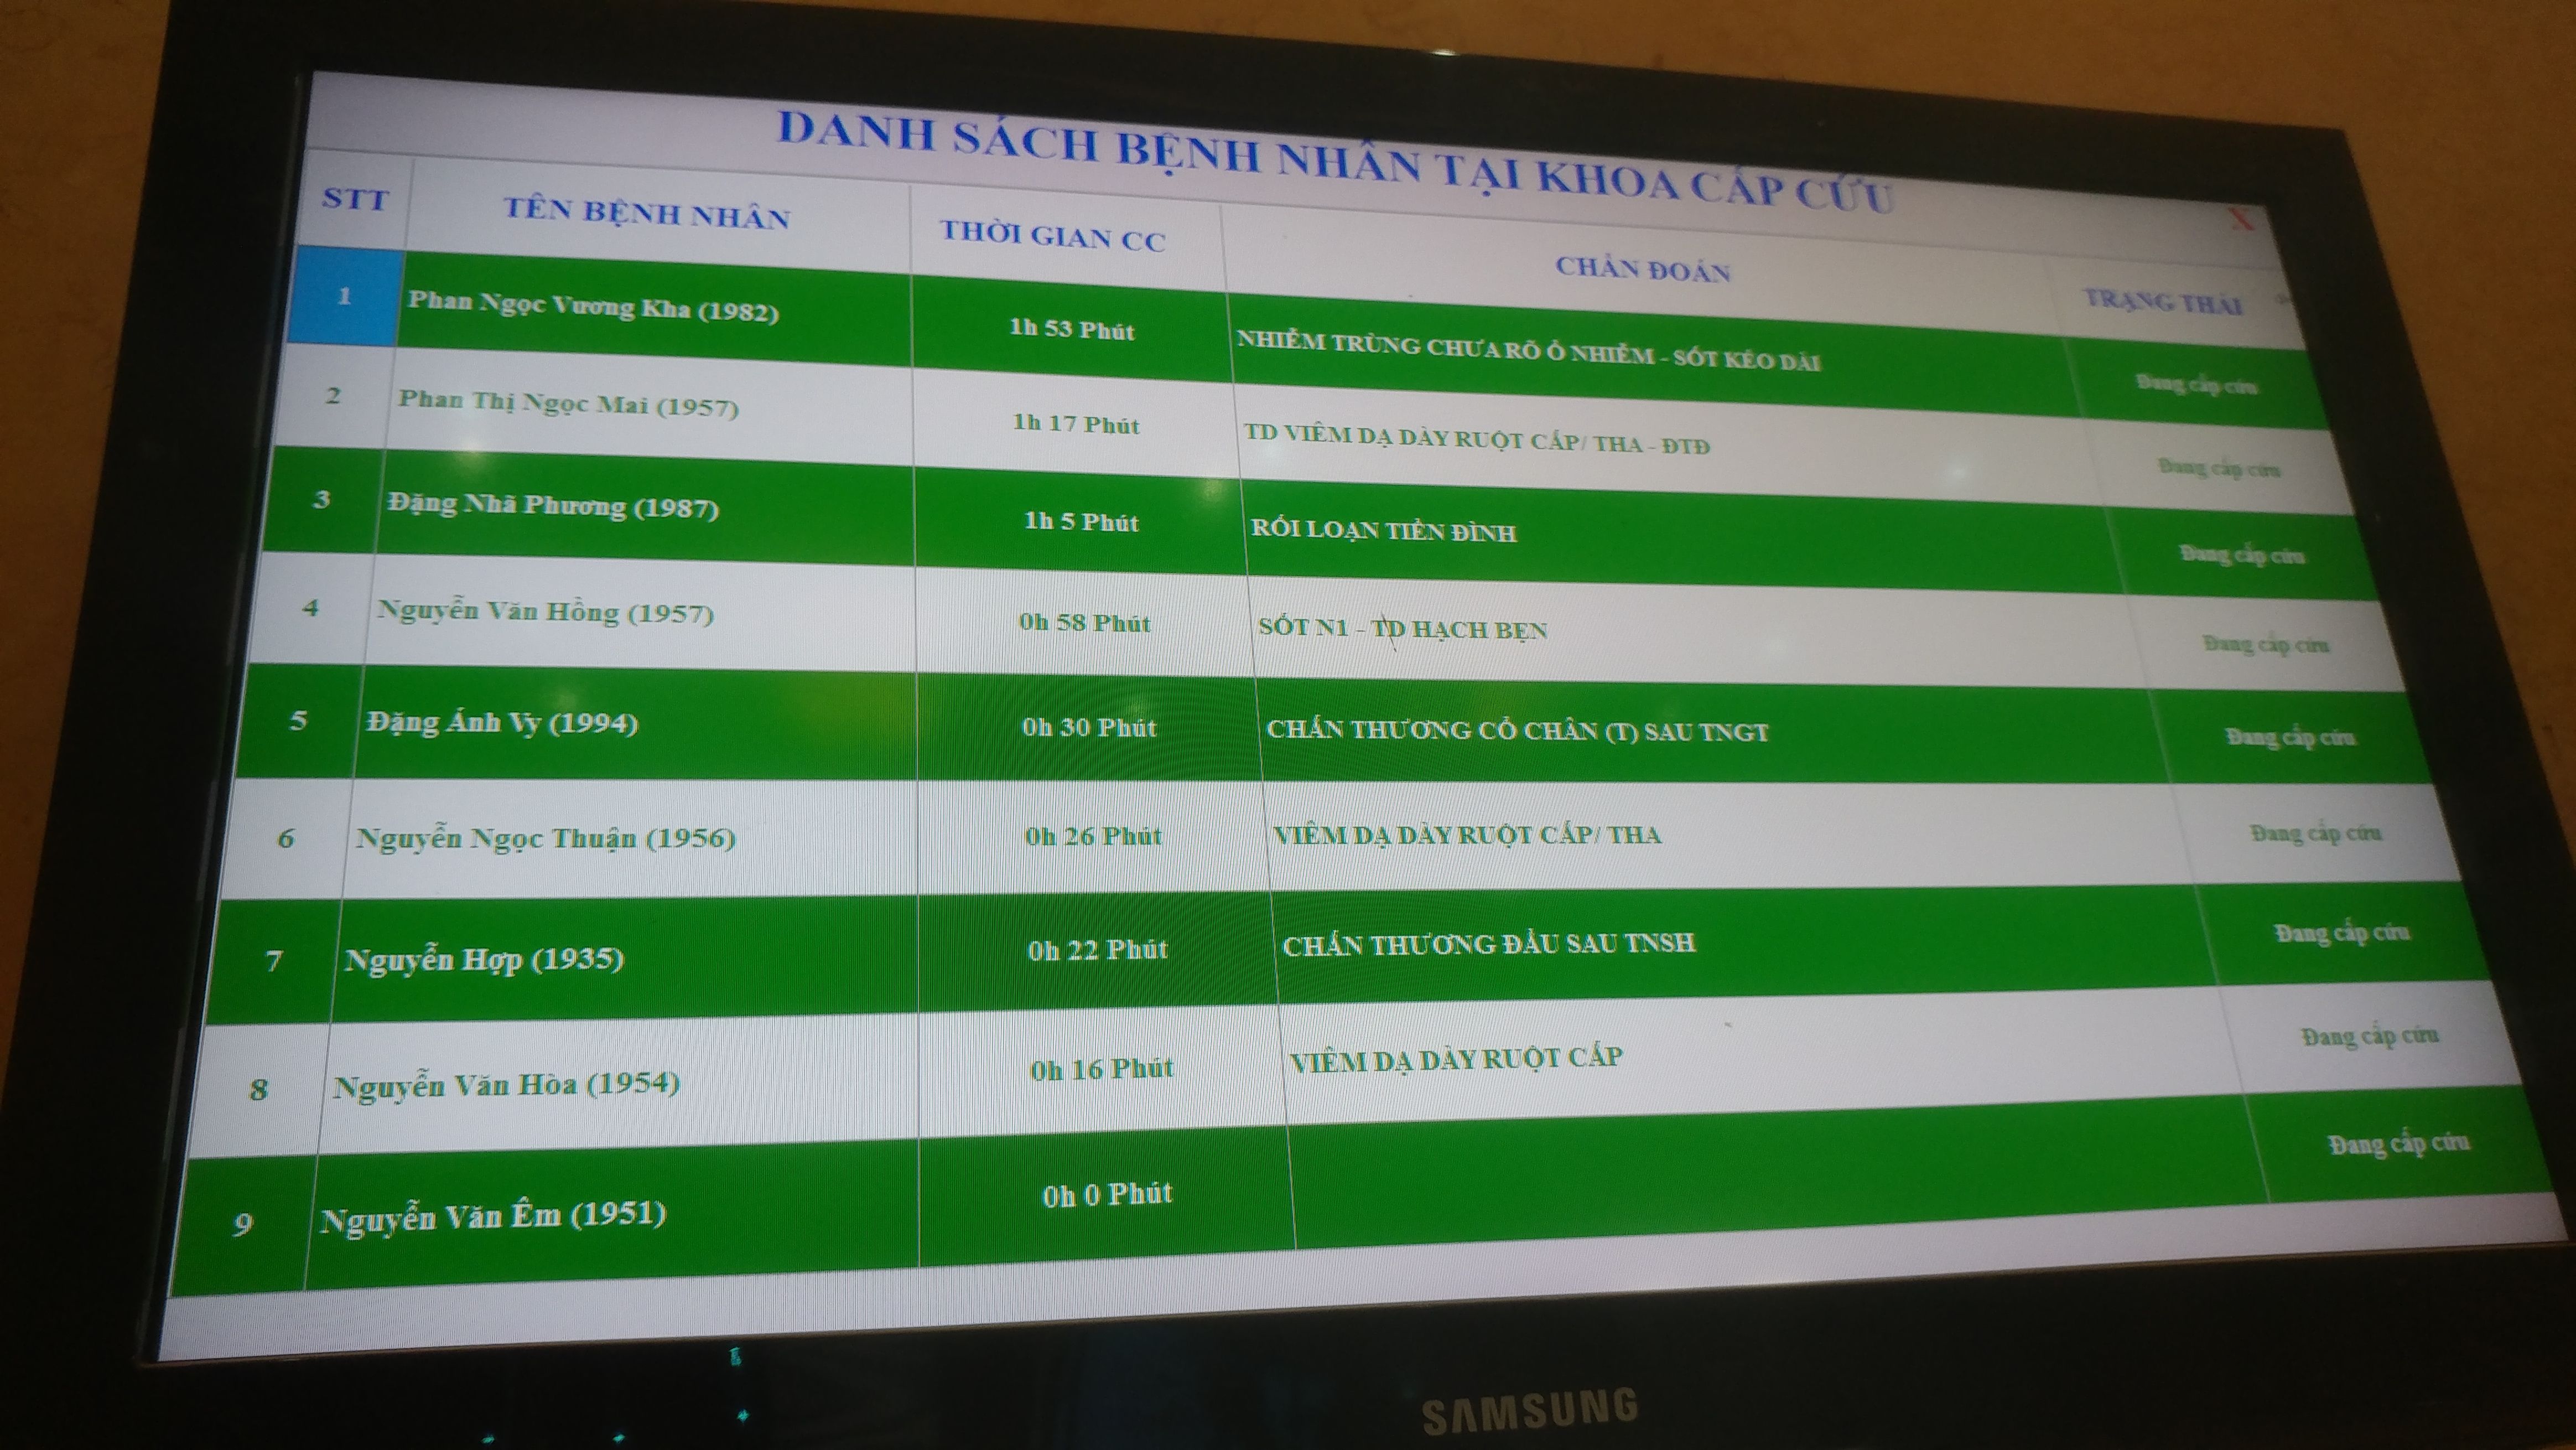 DANH SÁCH BỆNH NHÂN TẠI KHOA CẤP CỨU
X
STT TÊN BỆNH NHÂN THỜI GIAN CC CHẨN ĐOÁN TRẠNG THÁI
1 Phan Ngọc Vương Kha (1982) 1h 53 Phút NHIỄM TRÙNG CHƯA RÕ Ổ NHIỄM - SỐT KÉO DÀI Đang cấp cứu
2 Phan Thị Ngọc Mai (1957) 1h 17 Phút TD VIÊM DẠ DÀY RUỘT CẤP/ THA - ĐTĐ Đang cấp cứu
3 Đặng Nhã Phương (1987) 1h 5 Phút RỐI LOẠN TIỀN ĐÌNH Đang cấp cứu
4 Nguyễn Văn Hồng (1957) 0h 58 Phút SỐT N1 - TD HẠCH BẸN Đang cấp cứu
5 Đặng Ánh Vy (1994) 0h 30 Phút CHẤN THƯƠNG CỔ CHÂN (T) SAU TNGT Đang cấp cứu
6 Nguyễn Ngọc Thuận (1956) 0h 26 Phút VIÊM DẠ DÀY RUỘT CẤP/ THA Đang cấp cứu
7 Nguyễn Hợp (1935) 0h 22 Phút CHẤN THƯƠNG ĐẦU SAU TNSH Đang cấp cứu
8 Nguyễn Văn Hòa (1954) 0h 16 Phút VIÊM DẠ DÀY RUỘT CẤP Đang cấp cứu
9 Nguyễn Văn Êm (1951) 0h 0 Phút Đang cấp cứu
SAMSUNG